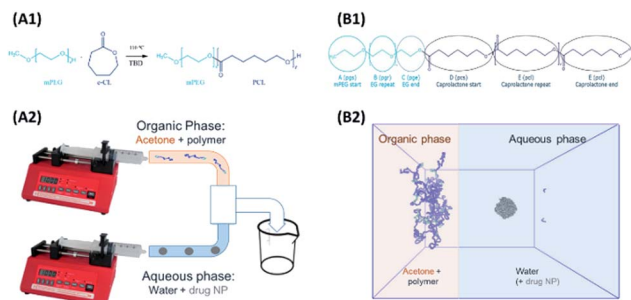 (A1)
H₃C O O H
n
mPEG
+
O
O
ε-CL
110 °C
TBD
H₃C O O
O
O H
mPEG PCL
(B1)
A (pgs)
mPEG start
B (pgr)
EG repeat
C (pge)
EG end
D (pcs)
Caprolactone start
E (pcl)
Caprolactone repeat
E (pcl)
Caprolactone end
(A2)
Organic Phase:
Acetone + polymer
Aqueous phase:
Water + drug NP
(B2)
Organic phase
Aqueous phase
Acetone +
polymer
Water
(+ drug NP)